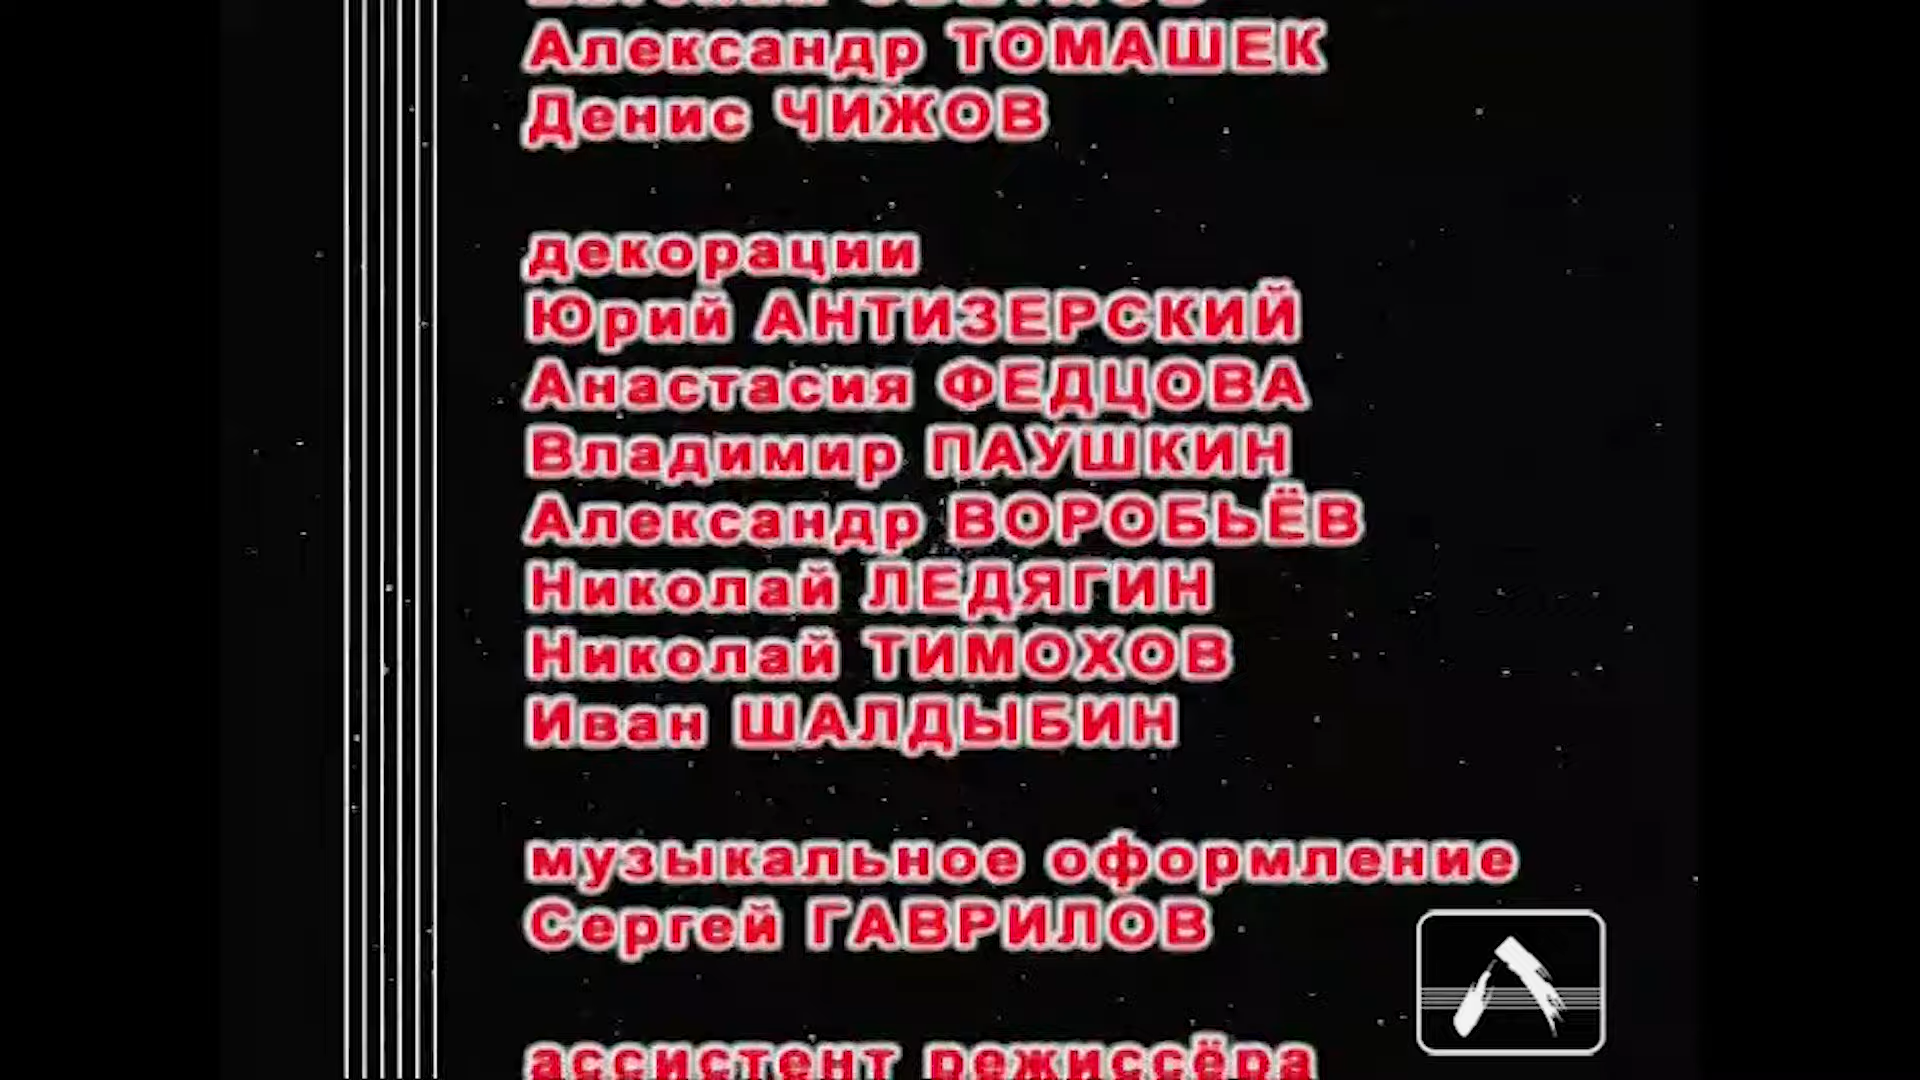 Александр ТОМАШЕК
Денис ЧИЖОВ
декорации
Юрий АНТИЗЕРСКИЙ
Анастасия ФЕДЦОВА
Владимир ПАУШКИН
Александр ВОРОБЬЁВ
Николай ЛЕДЯГИН
Николай ТИМОХОВ
Иван ШАЛДЫБИН
музыкальное оформление
Сергей ГАВРИЛОВ
ассистент режиссёра